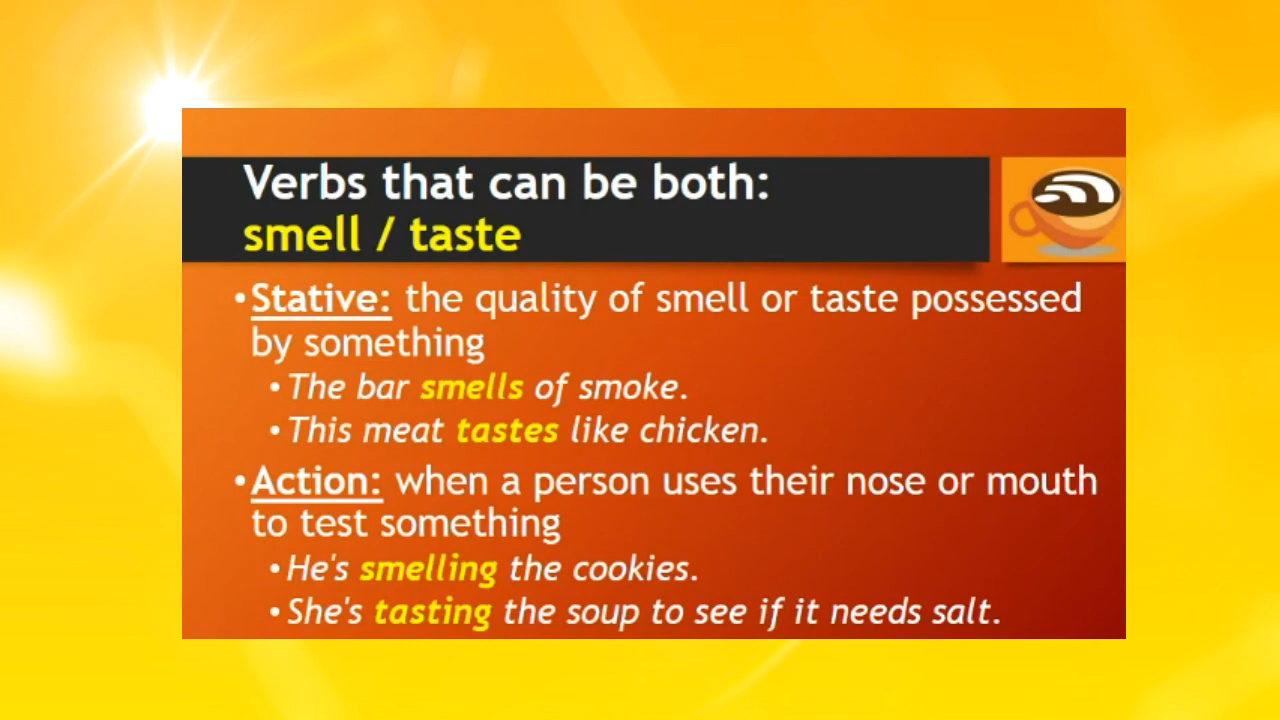 Verbs that can be both:
smell / taste
•Stative: the quality of smell or taste possessed
by something
•The bar smells of smoke.
•This meat tastes like chicken.
•Action: when a person uses their nose or mouth
to test something
•He's smelling the cookies.
•She's tasting the soup to see if it needs salt.